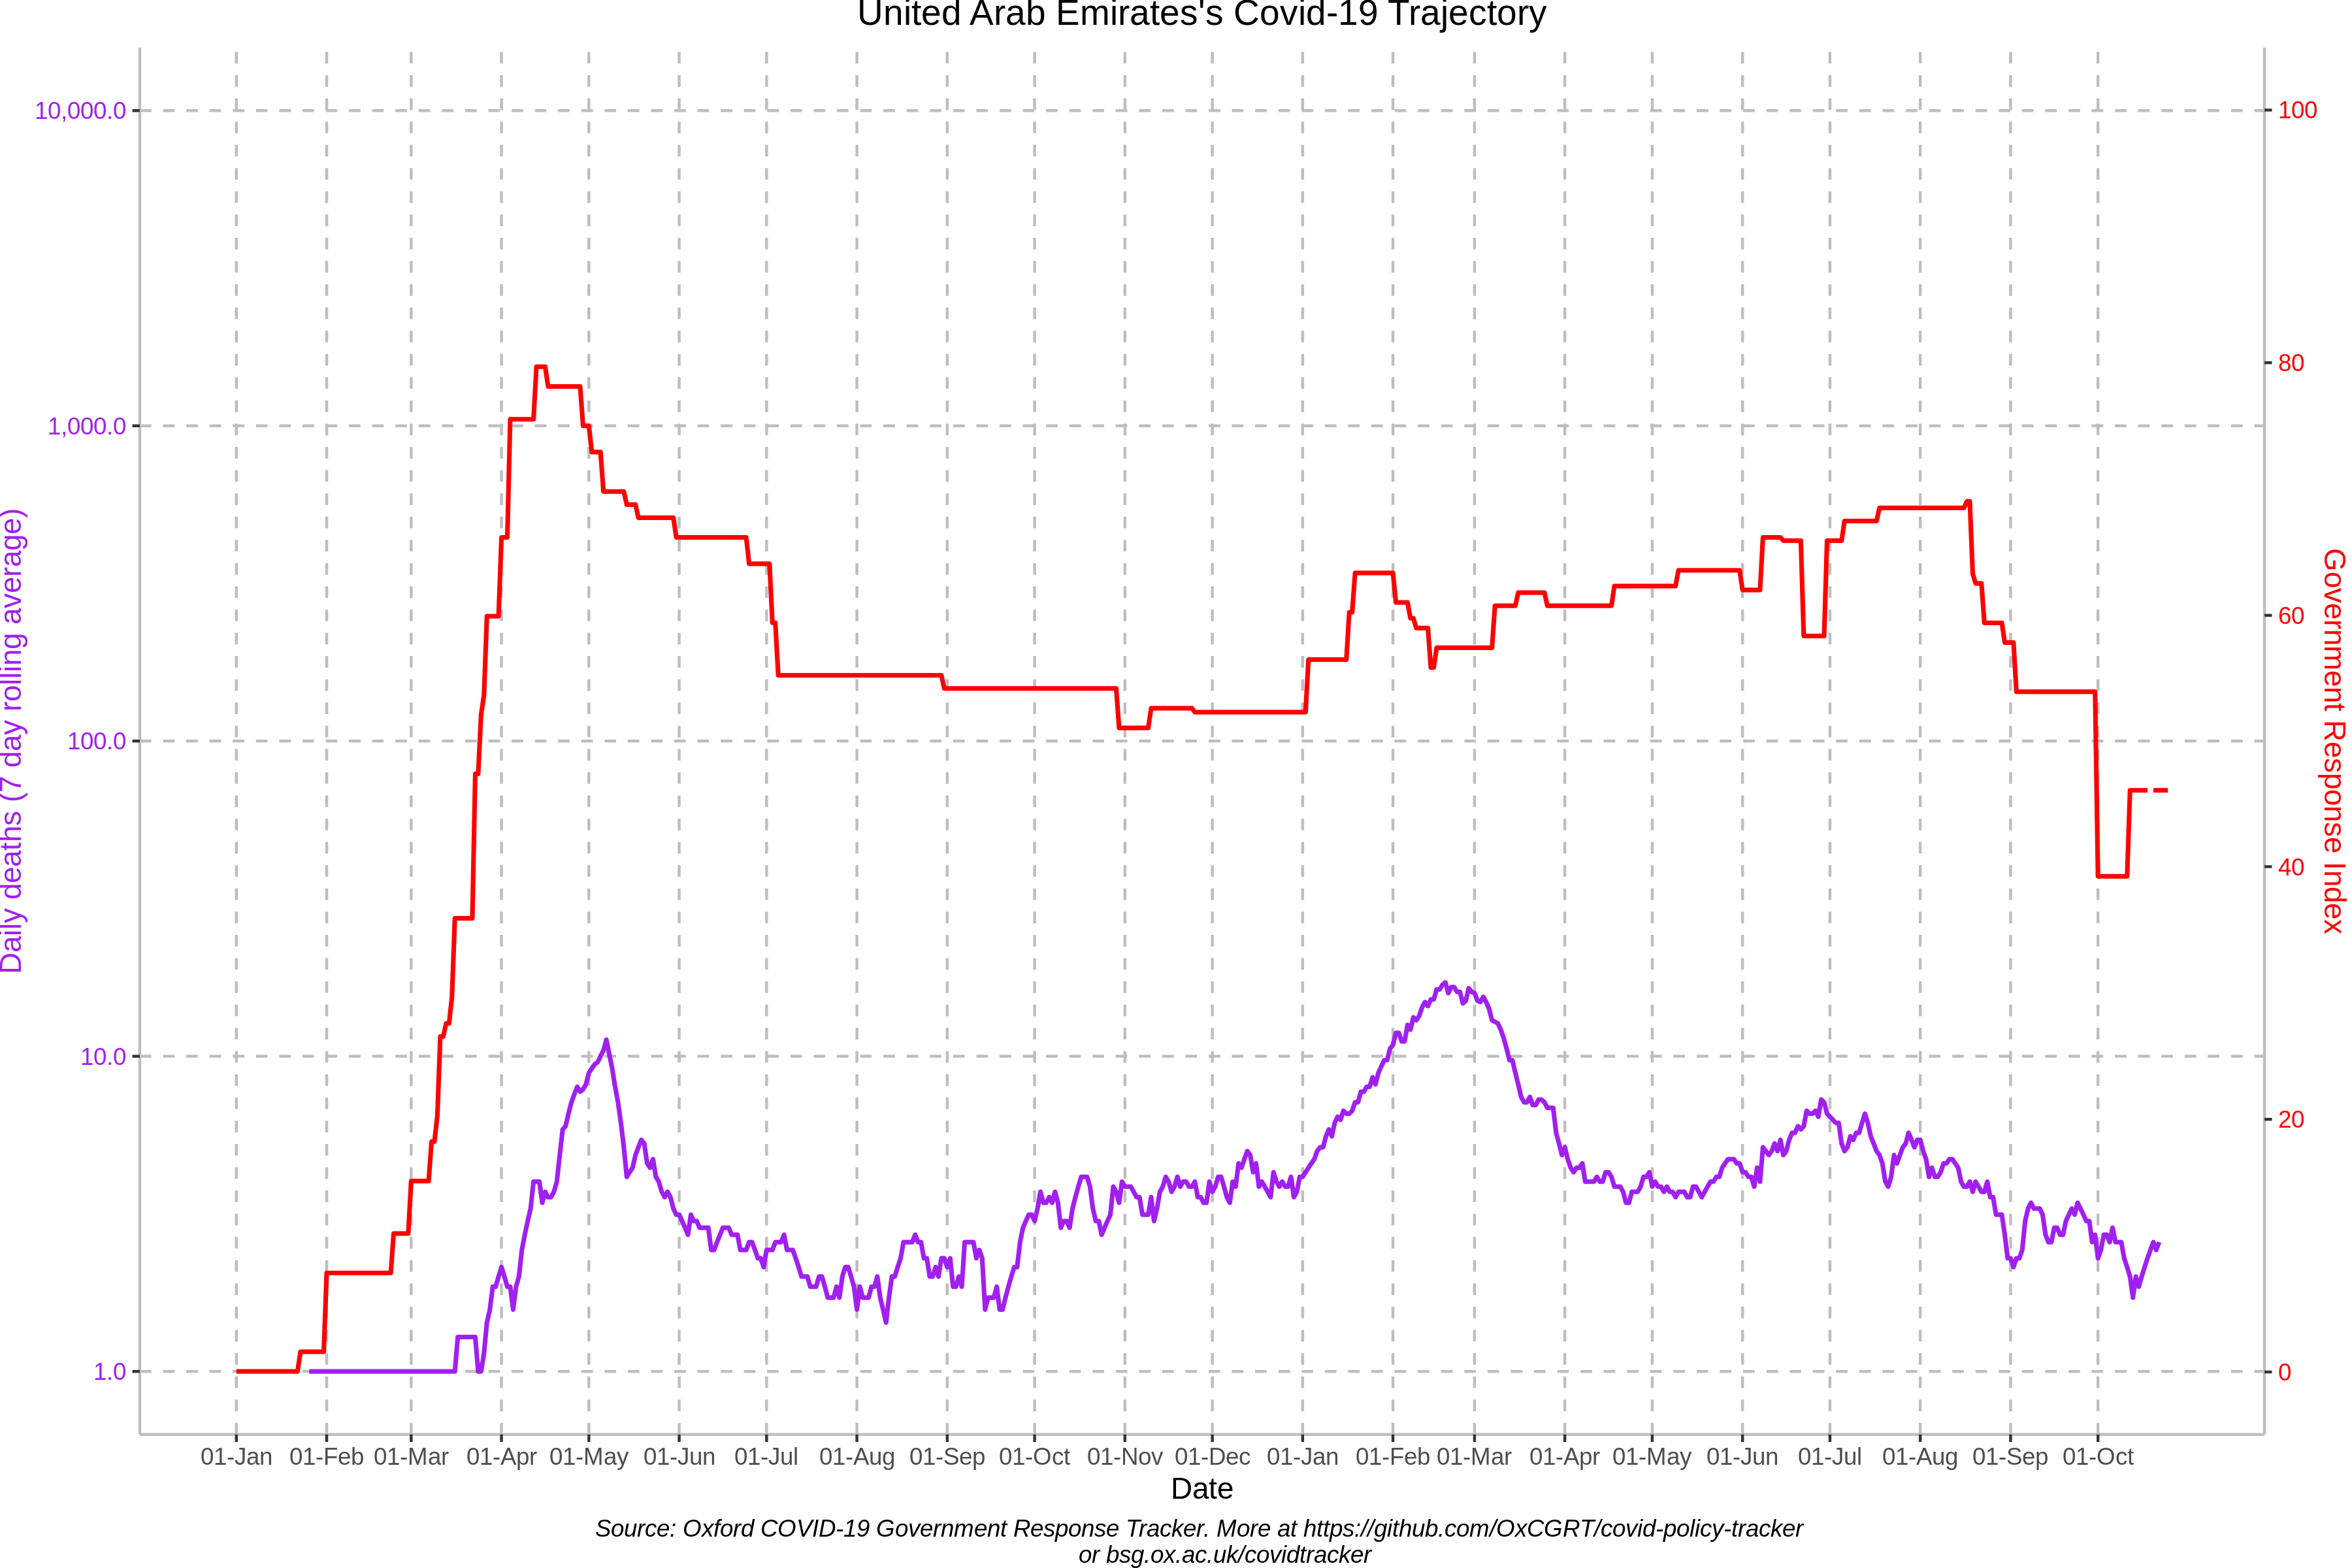 United Arab Emirates's Covid-19 Trajectory
10,000.0
1,000.0
100.0
10.0
1.0
Daily deaths (7 day rolling average)
100
80
60
40
20
0
Government Response Index
01-Jan 01-Feb 01-Mar 01-Apr 01-May 01-Jun 01-Jul 01-Aug 01-Sep 01-Oct 01-Nov 01-Dec 01-Jan 01-Feb 01-Mar 01-Apr 01-May 01-Jun 01-Jul 01-Aug 01-Sep 01-Oct
Date
Source: Oxford COVID-19 Government Response Tracker. More at https://github.com/OxCGRT/covid-policy-tracker
or bsg.ox.ac.uk/covidtracker